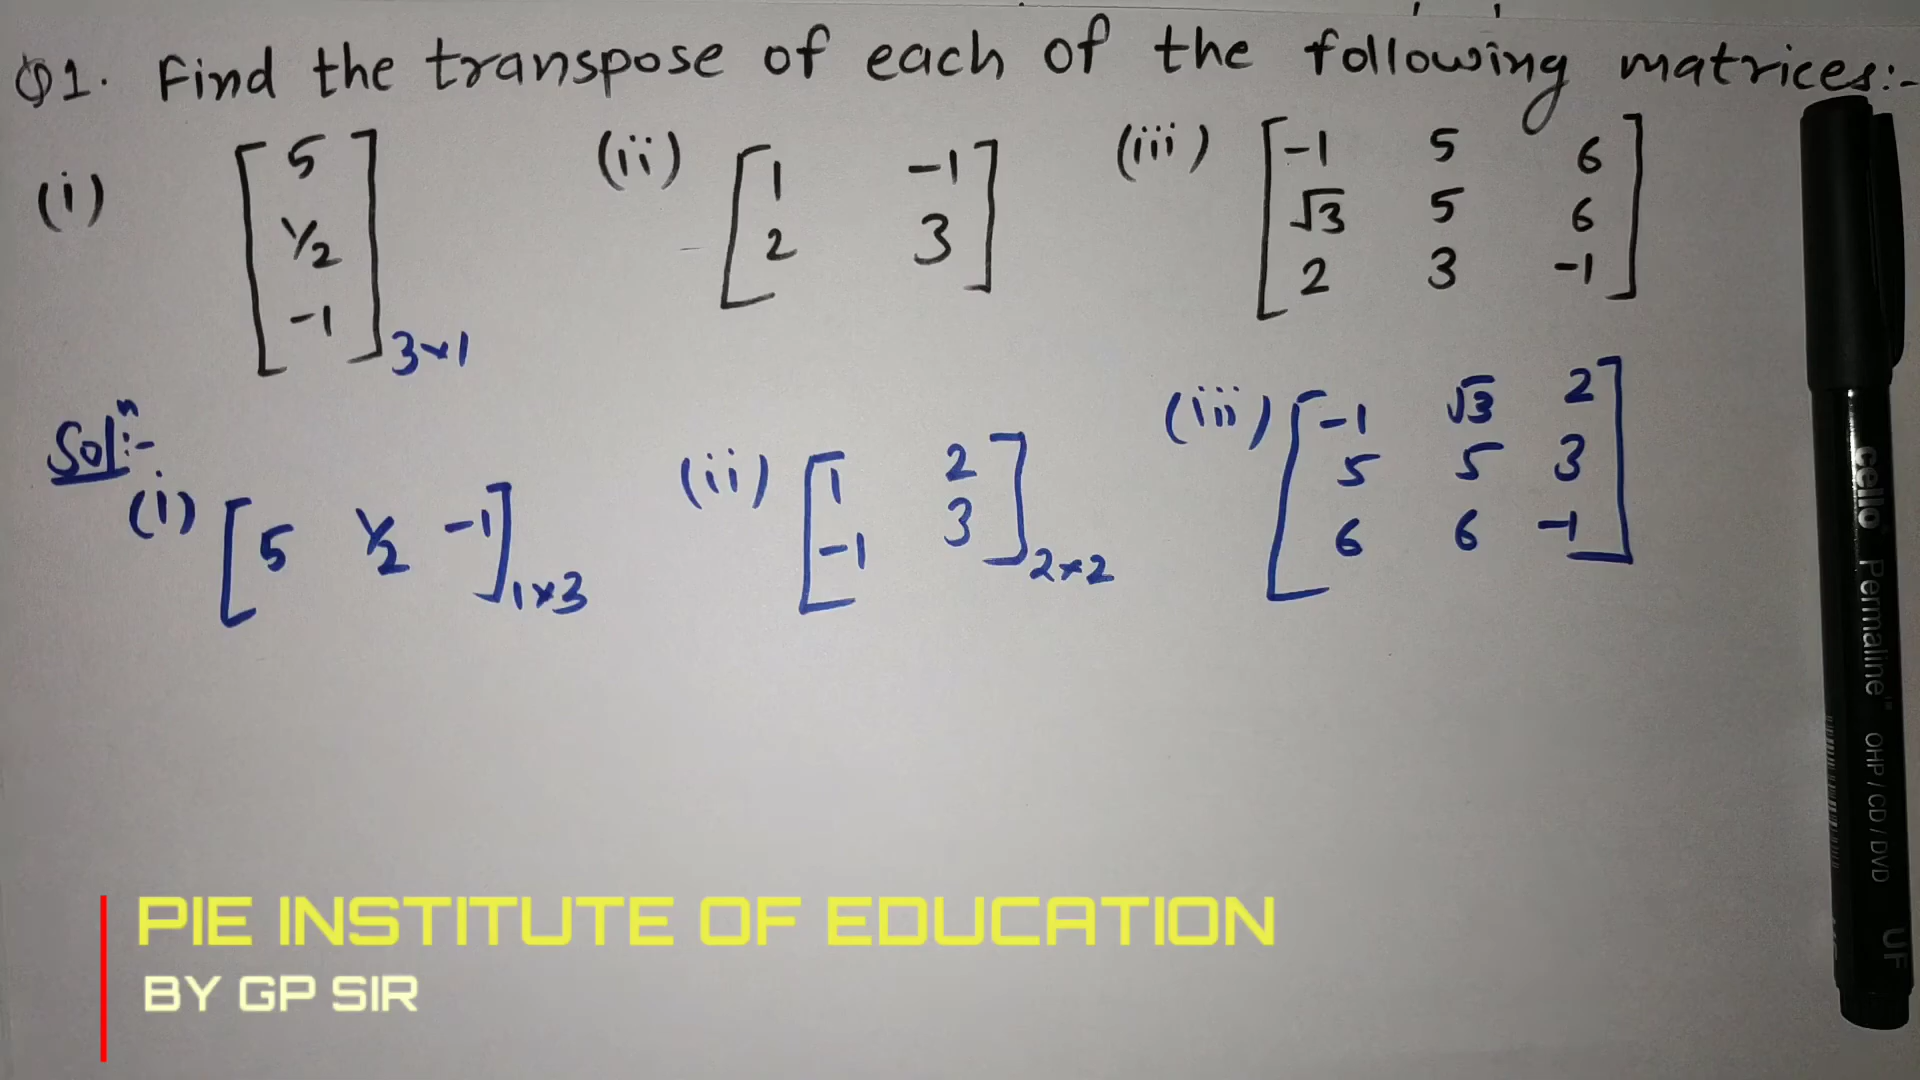 Q1. Find the transpose of each of the following matrices:-
(i) [5 1/2 -1]3×1 (ii) [1 -1 (iii) [-1 5 6
2 3] √3 5 6
2 3 -1]
Solⁿ:-
(i) [5 1/2 -1]1×3 (ii) [1 2 (iii) [-1 √3 2
-1 3]2×2 5 5 3
6 6 -1]
PIE INSTITUTE OF EDUCATION
BY GP SIR
cello Permaline™ OHP / CD / DVD